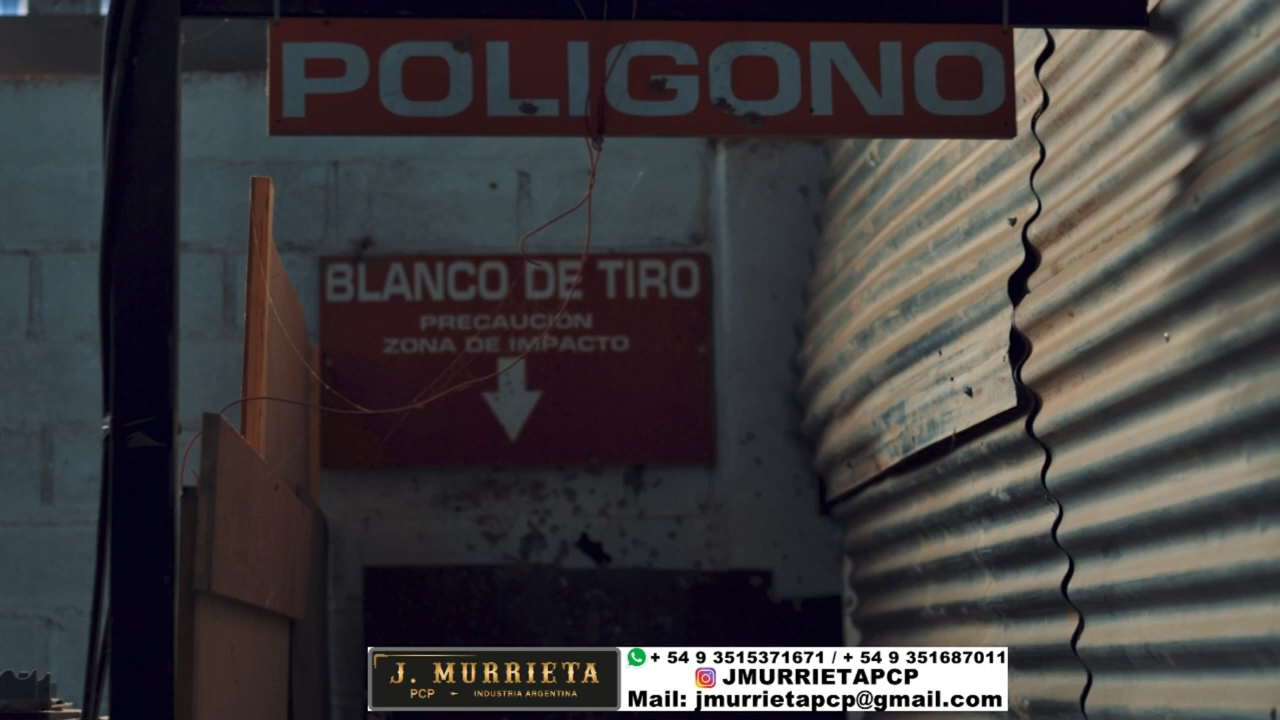 POLIGONO
BLANCO DE TIRO
PRECAUCION
ZONA DE IMPACTO
J. MURRIETA
PCP INDUSTRIA ARGENTINA
+ 54 9 3515371671 / + 54 9 351687011
JMURRIETAPCP
Mail: jmurrietapcp@gmail.com